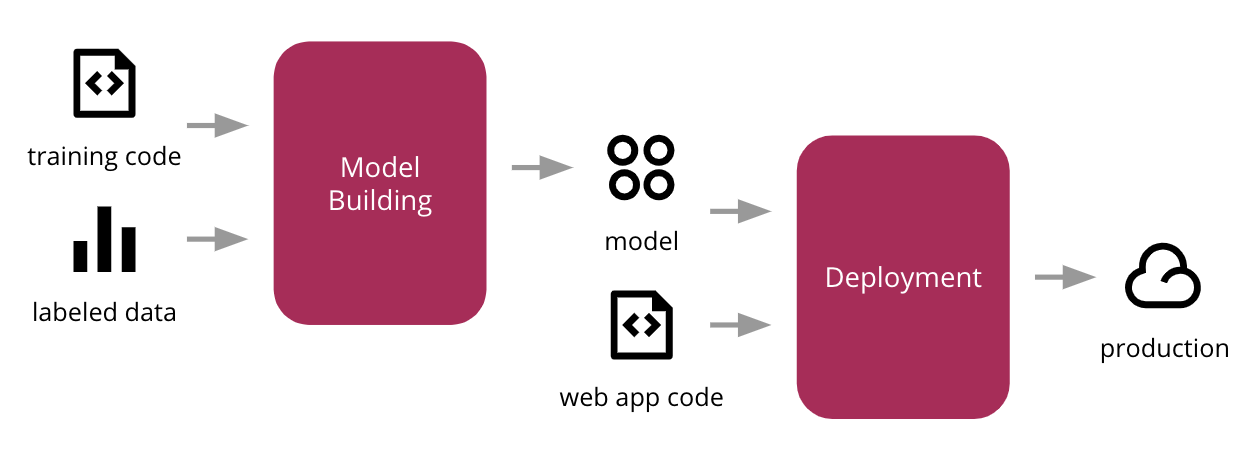 training code
labeled data
Model
Building
model
web app code
Deployment
production